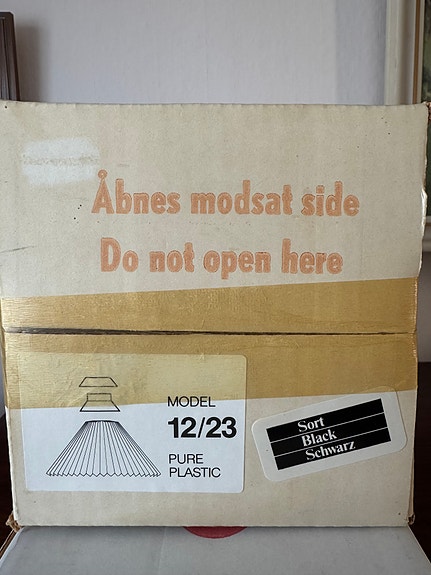 Åbnes modsat side
Do not open here
MODEL
12/23
PURE
PLASTIC
Sort
Black
Schwarz